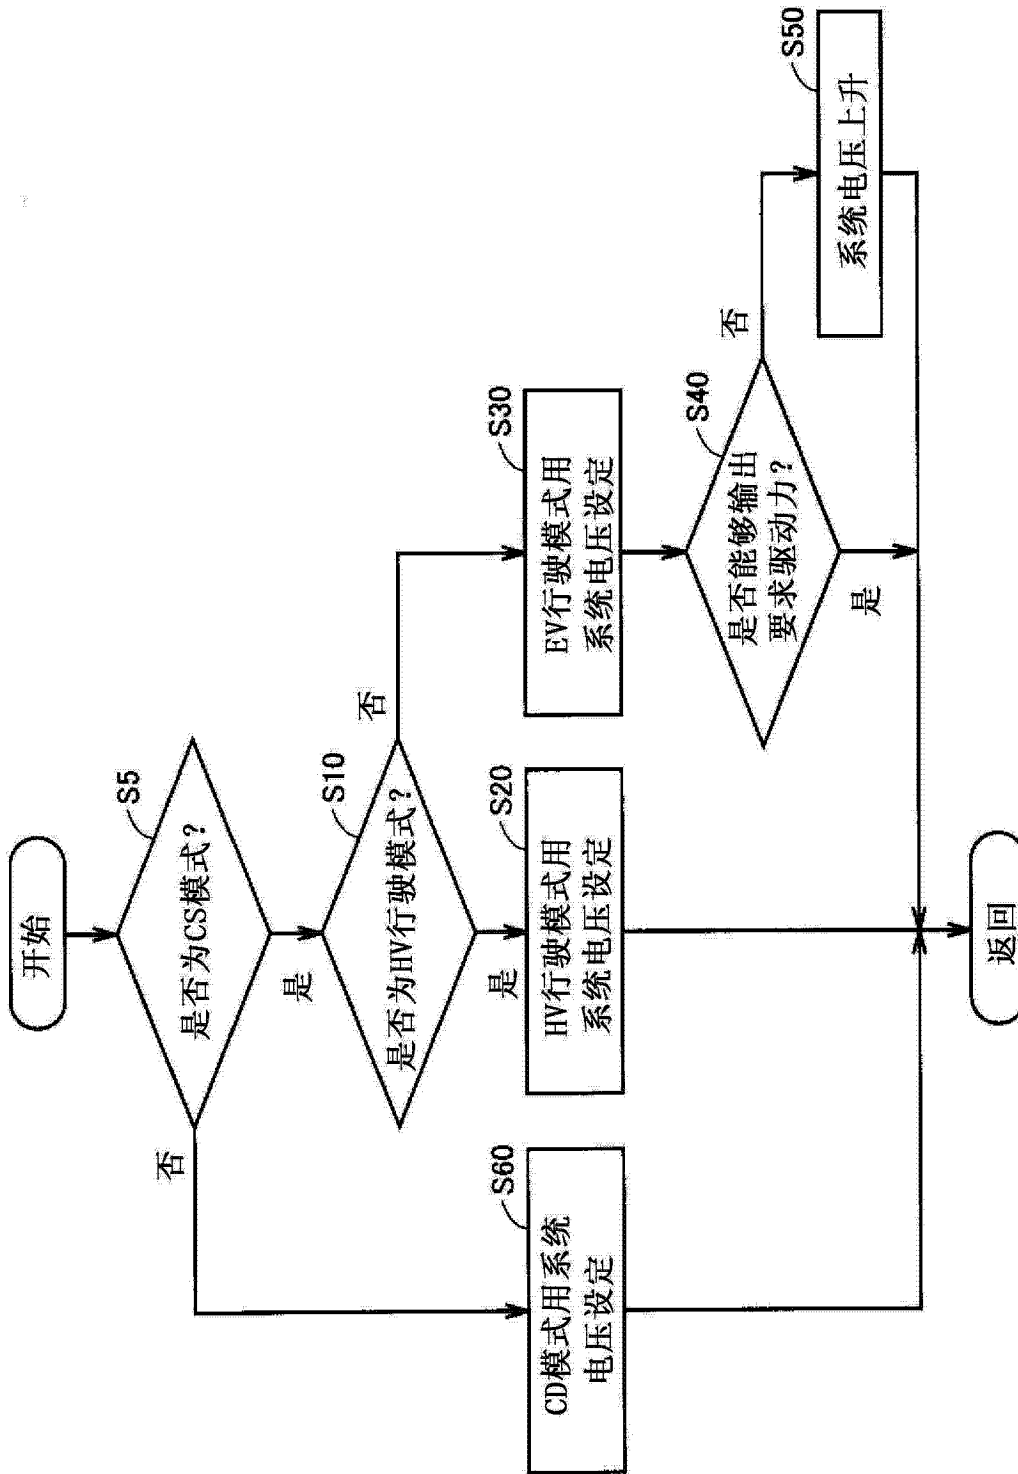 开始
S5
是否为CS模式？
否
是
S10
是否为HV行驶模式？
否
是
S60
CD模式用系统
电压设定
S20
HV行驶模式用
系统电压设定
S30
EV行驶模式用
系统电压设定
S40
是否能够输出
要求驱动力？
否
是
S50
系统电压上升
返回